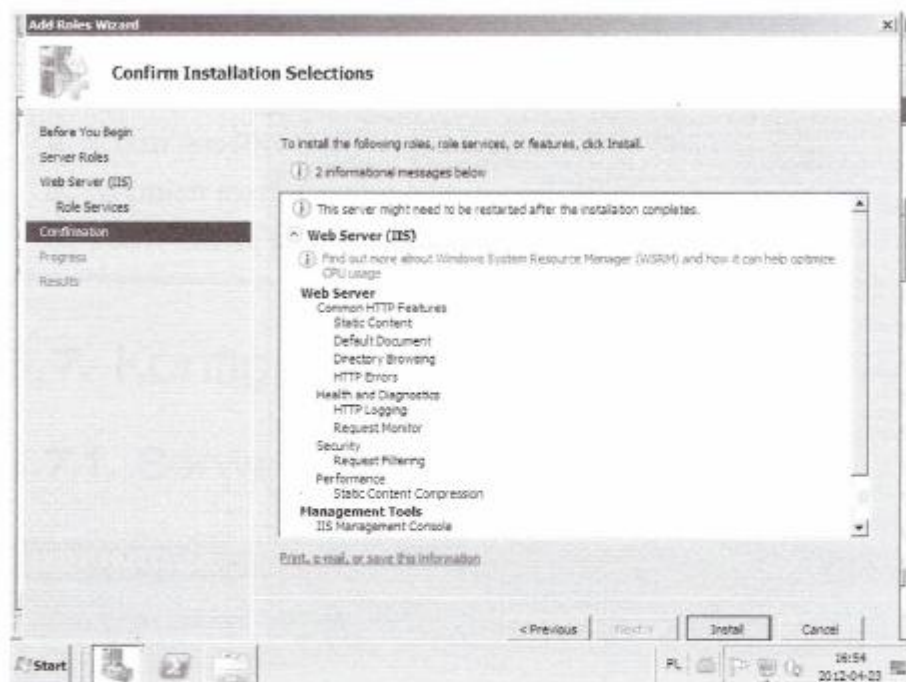 Add Roles Wizard
Confirm Installation Selections
Before You Begin
Server Roles
Web Server (IIS)
Role Services
Confirmation
Progress
Results
To install the following roles, role services, or features, click Install.
2 informational messages below
This server might need to be restarted after the installation completes.
Web Server (IIS)
Find out more about Windows System Resource Manager (WSRM) and how it can help optimize
CPU usage
Web Server
Common HTTP Features
Static Content
Default Document
Directory Browsing
HTTP Errors
Health and Diagnostics
HTTP Logging
Request Monitor
Security
Request Filtering
Performance
Static Content Compression
Management Tools
IIS Management Console
Print, e-mail, or save this information
< Previous
Next >
Install
Cancel
Start
PL
16:54
2012-04-23